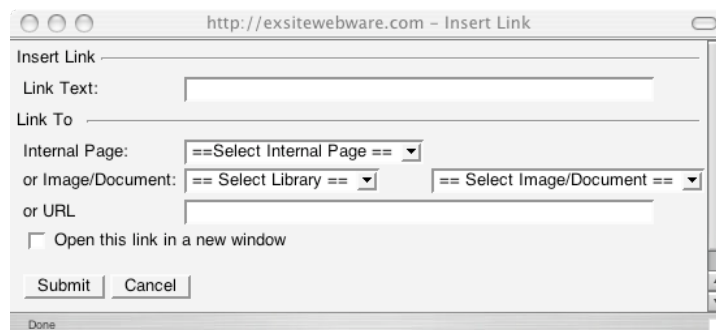 http://exsitewebware.com – Insert Link
Insert Link
Link Text:
Link To
Internal Page: ==Select Internal Page ==
or Image/Document: == Select Library == == Select Image/Document ==
or URL
Open this link in a new window
Submit Cancel
Done